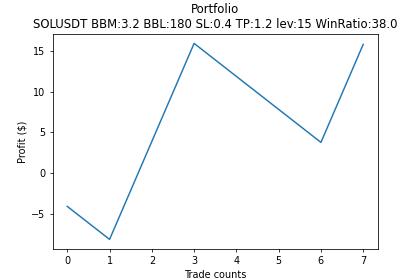 Portfolio
SOLUSDT BBM:3.2 BBL:180 SL:0.4 TP:1.2 lev:15 WinRatio:38.0
15
10
5
0
−5
Profit ($)
0 1 2 3 4 5 6 7
Trade counts